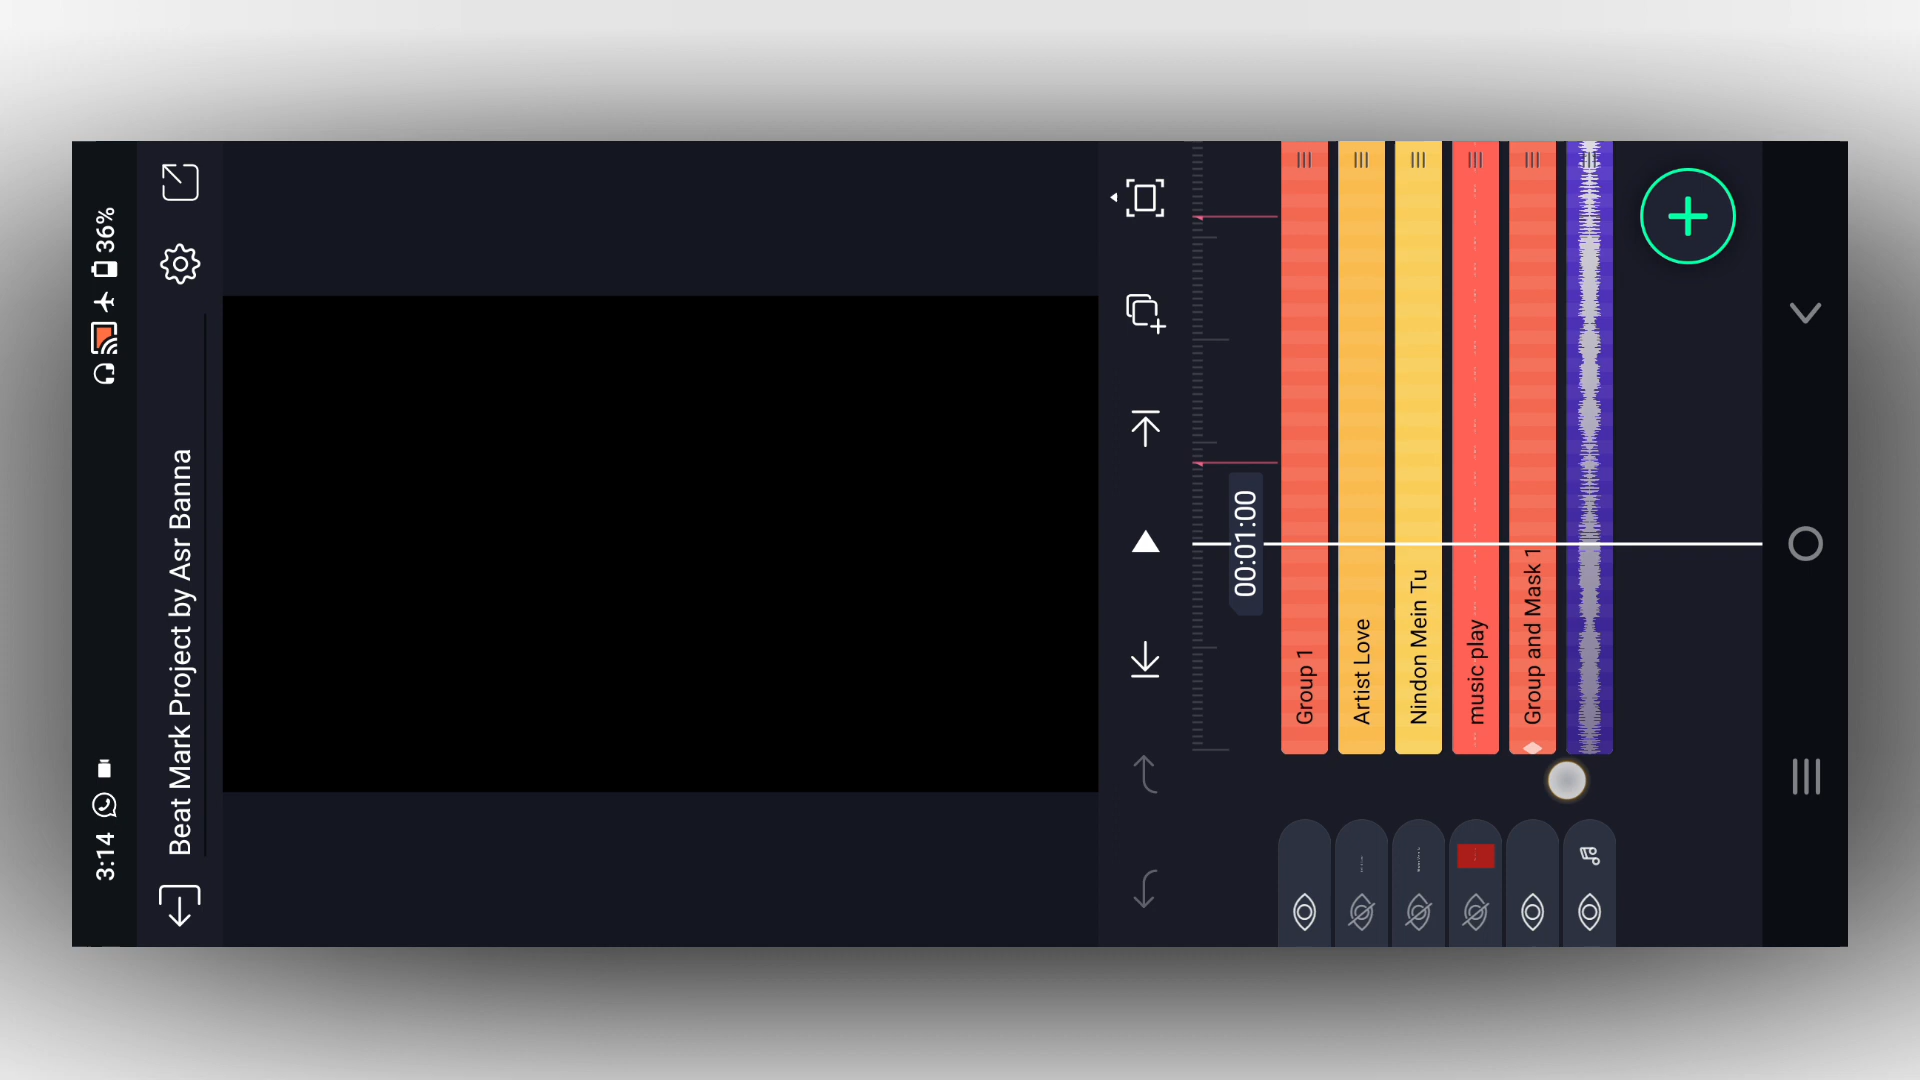 3:14
36%
Beat Mark Project by Asr Banna
00:01:00
Group 1
Artist Love
Nindon Mein Tu
music play
Group and Mask 1